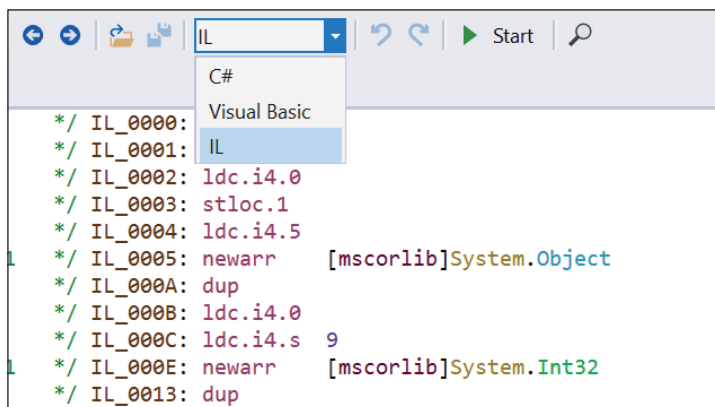 IL
Start
C#
Visual Basic
IL
*/ IL_0000:
*/ IL_0001:
*/ IL_0002: ldc.i4.0
*/ IL_0003: stloc.1
*/ IL_0004: ldc.i4.5
1 */ IL_0005: newarr [mscorlib]System.Object
*/ IL_000A: dup
*/ IL_000B: ldc.i4.0
*/ IL_000C: ldc.i4.s 9
1 */ IL_000E: newarr [mscorlib]System.Int32
*/ IL_0013: dup